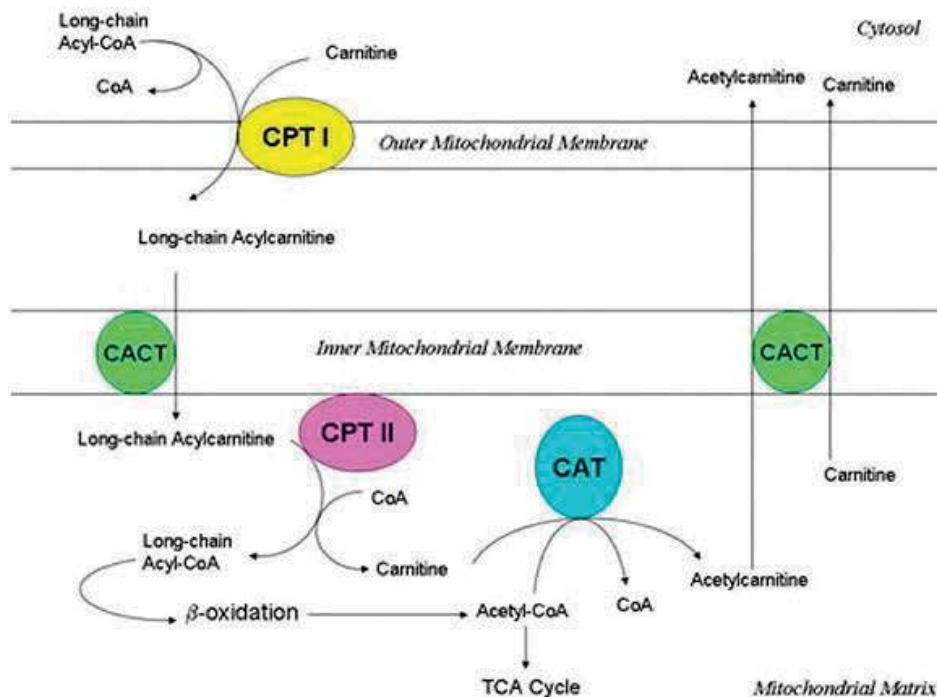 Long-chain
Acyl-CoA
Carnitine
Cytosol
CoA
Acetylcarnitine
Carnitine
CPT I
Outer Mitochondrial Membrane
Long-chain Acylcarnitine
CACT
Inner Mitochondrial Membrane
CACT
Long-chain Acylcarnitine
CPT II
CAT
CoA
Carnitine
Long-chain
Acyl-CoA
Carnitine
Acetylcarnitine
β-oxidation
Acetyl-CoA
CoA
TCA Cycle
Mitochondrial Matrix